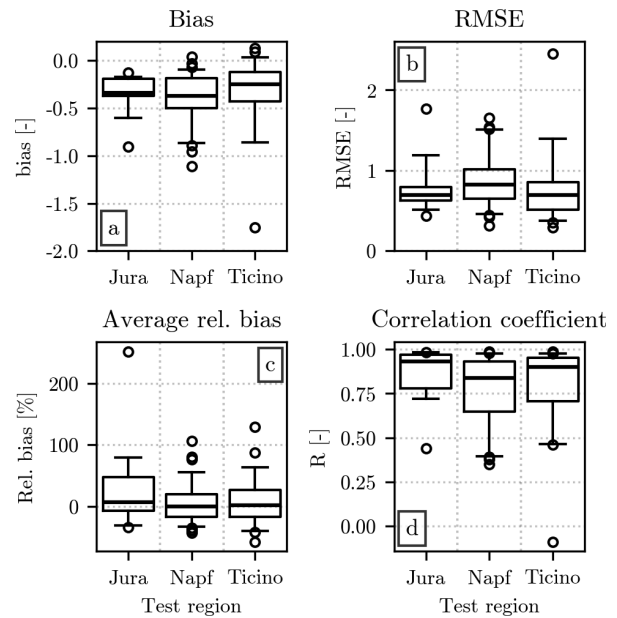 Bias
bias [-]
0.0
-0.5
-1.0
-1.5
-2.0
a
Jura Napf Ticino
RMSE
RMSE [-]
2
1
0
b
Jura Napf Ticino
Average rel. bias
Rel. bias [%]
200
100
0
c
Jura Napf Ticino
Test region
Correlation coefficient
R [-]
1.00
0.75
0.50
0.25
0.00
d
Jura Napf Ticino
Test region